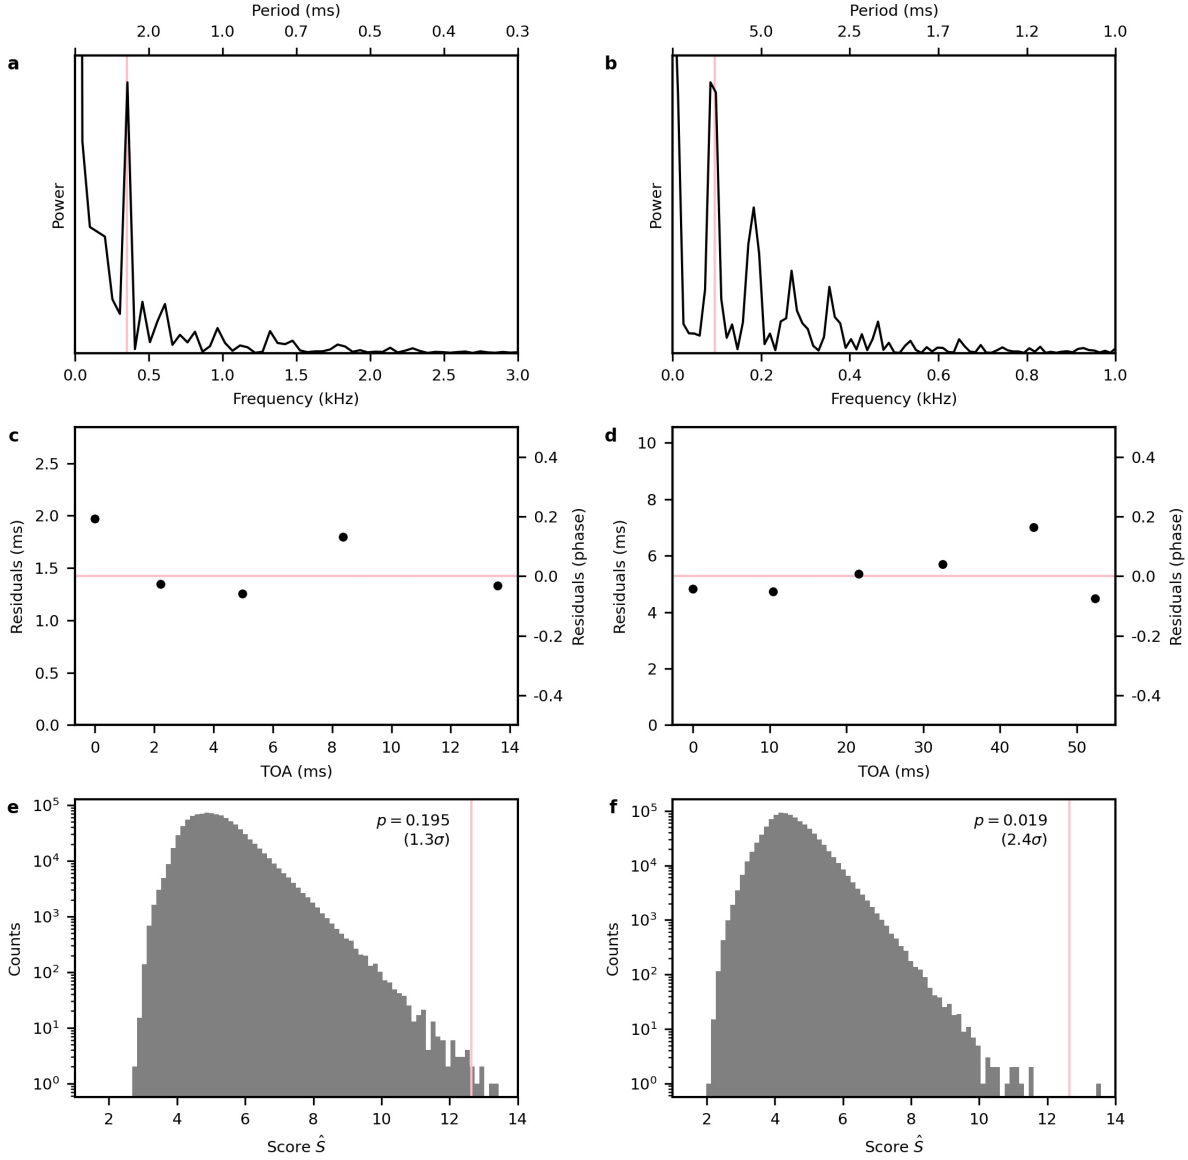 Period (ms)
2.0 1.0 0.7 0.5 0.4 0.3
a
Power
0.0 0.5 1.0 1.5 2.0 2.5 3.0
Frequency (kHz)
Period (ms)
5.0 2.5 1.7 1.2 1.0
b
Power
0.0 0.2 0.4 0.6 0.8 1.0
Frequency (kHz)
c
2.5
2.0
1.5
1.0
0.5
0.0
Residuals (ms)
0.4
0.2
0.0
-0.2
-0.4
Residuals (phase)
0 2 4 6 8 10 12 14
TOA (ms)
d
10
8
6
4
2
0
Residuals (ms)
0.4
0.2
0.0
-0.2
-0.4
Residuals (phase)
0 10 20 30 40 50
TOA (ms)
e
10⁵
10⁴
10³
10²
10¹
10⁰
Counts
p = 0.195
(1.3σ)
2 4 6 8 10 12 14
Score Ŝ
f
10⁵
10⁴
10³
10²
10¹
10⁰
Counts
p = 0.019
(2.4σ)
2 4 6 8 10 12 14
Score Ŝ